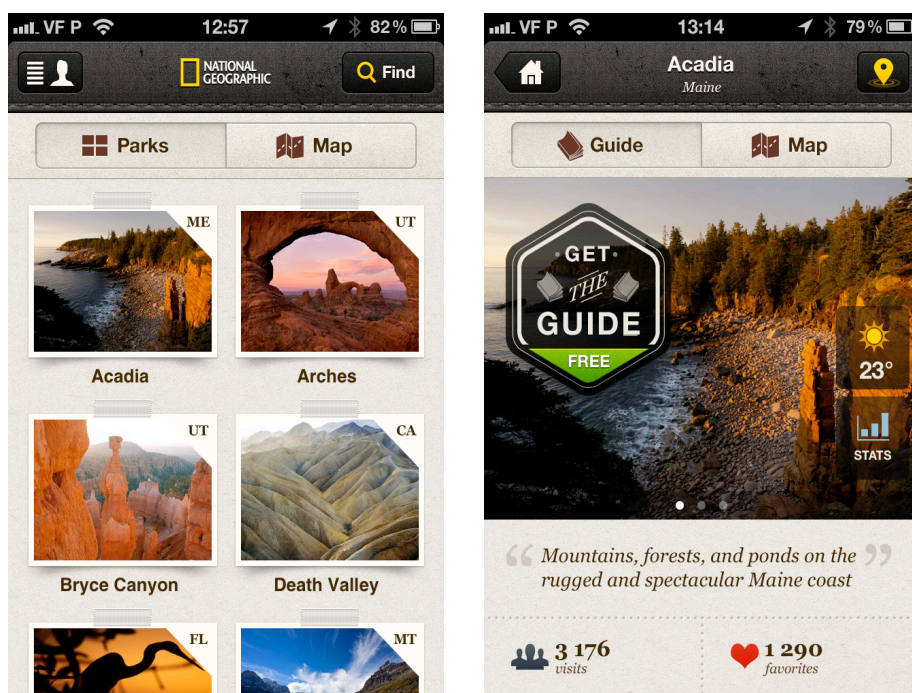 VF P 12:57 82%
NATIONAL
GEOGRAPHIC
Find
Parks Map
ME UT
Acadia Arches
UT CA
Bryce Canyon Death Valley
FL MT
VF P 13:14 79%
Acadia
Maine
Guide Map
GET
THE
GUIDE
FREE
23°
STATS
“ Mountains, forests, and ponds on the ”
rugged and spectacular Maine coast
3 176 1 290
visits favorites